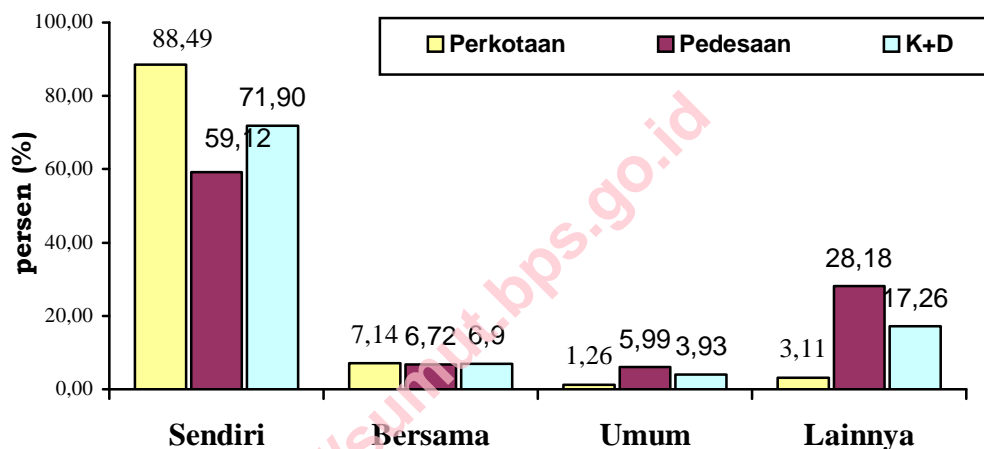 100,00
80,00
60,00
40,00
20,00
0,00
persen (%)
Perkotaan Pedesaan K+D
88,49 59,12 71,90
7,14 6,72 6,9
1,26 5,99 3,93
3,11 28,18 17,26
Sendiri Bersama Umum Lainnya
/sumut.bps.go.id